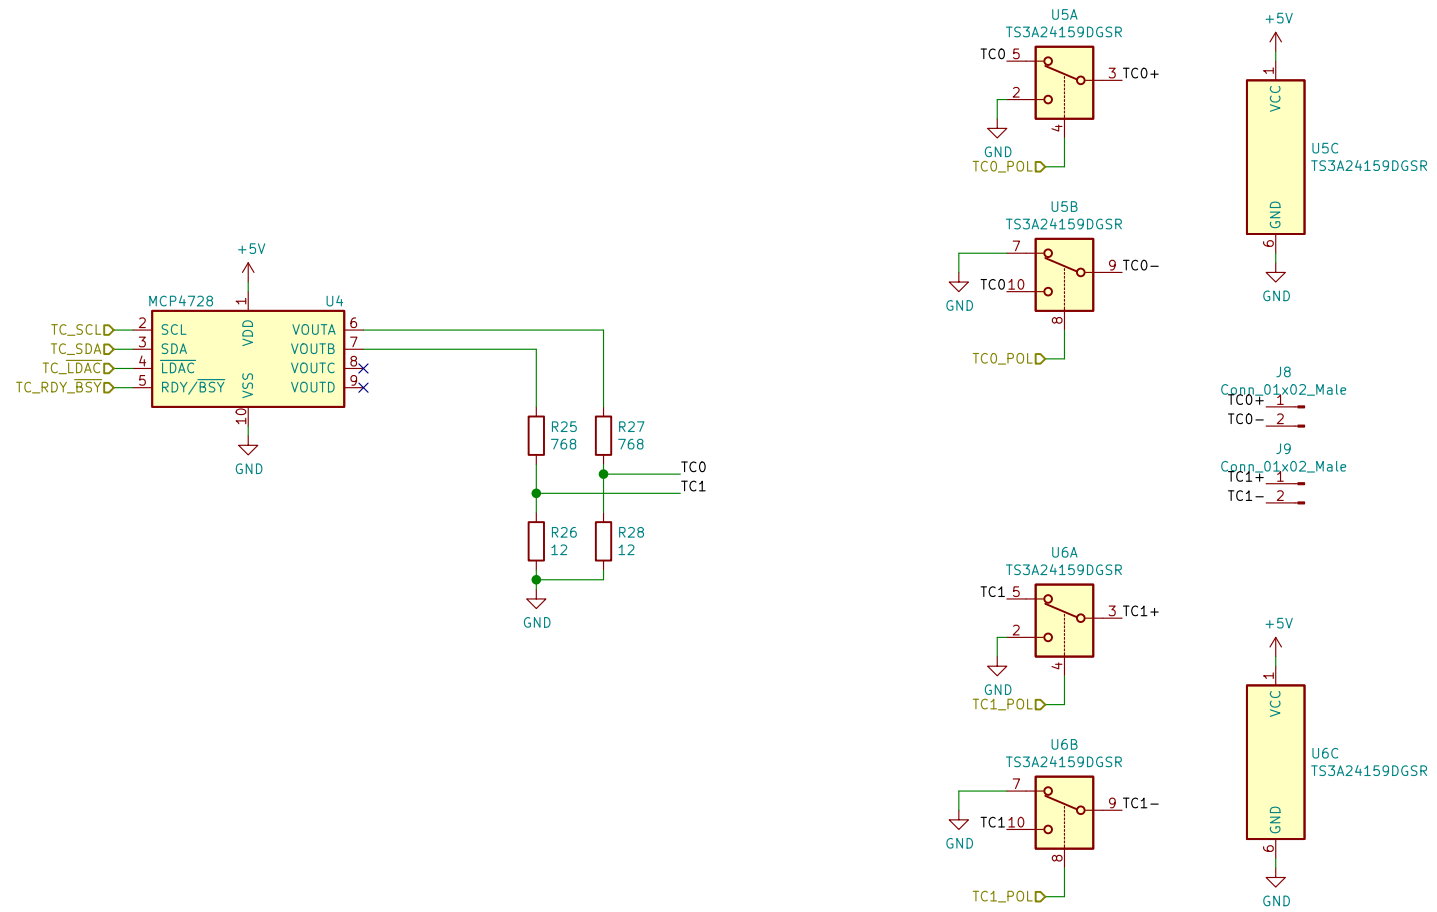 +5V
MCP4728
U4
TC_SCL
2
SCL
TC_SDA
3
SDA
TC_LDAC
4
LDAC
TC_RDY_BSY
5
RDY/BSY
1
VDD
VSS
10
GND
VOUTA
6
VOUTB
7
VOUTC
8
VOUTD
9
R25
768
R27
768
TC0
TC1
R26
12
R28
12
GND
U5A
TS3A24159DGSR
TC0
5
3
TC0+
2
4
GND
TC0_POL
U5B
TS3A24159DGSR
7
9
TC0-
TC0
10
GND
8
TC0_POL
+5V
1
VCC
U5C
TS3A24159DGSR
GND
6
GND
J8
Conn_01x02_Male
TC0+
1
TC0-
2
J9
Conn_01x02_Male
TC1+
1
TC1-
2
U6A
TS3A24159DGSR
TC1
5
3
TC1+
2
4
GND
TC1_POL
U6B
TS3A24159DGSR
7
9
TC1-
TC1
10
GND
8
TC1_POL
+5V
1
VCC
U6C
TS3A24159DGSR
GND
6
GND